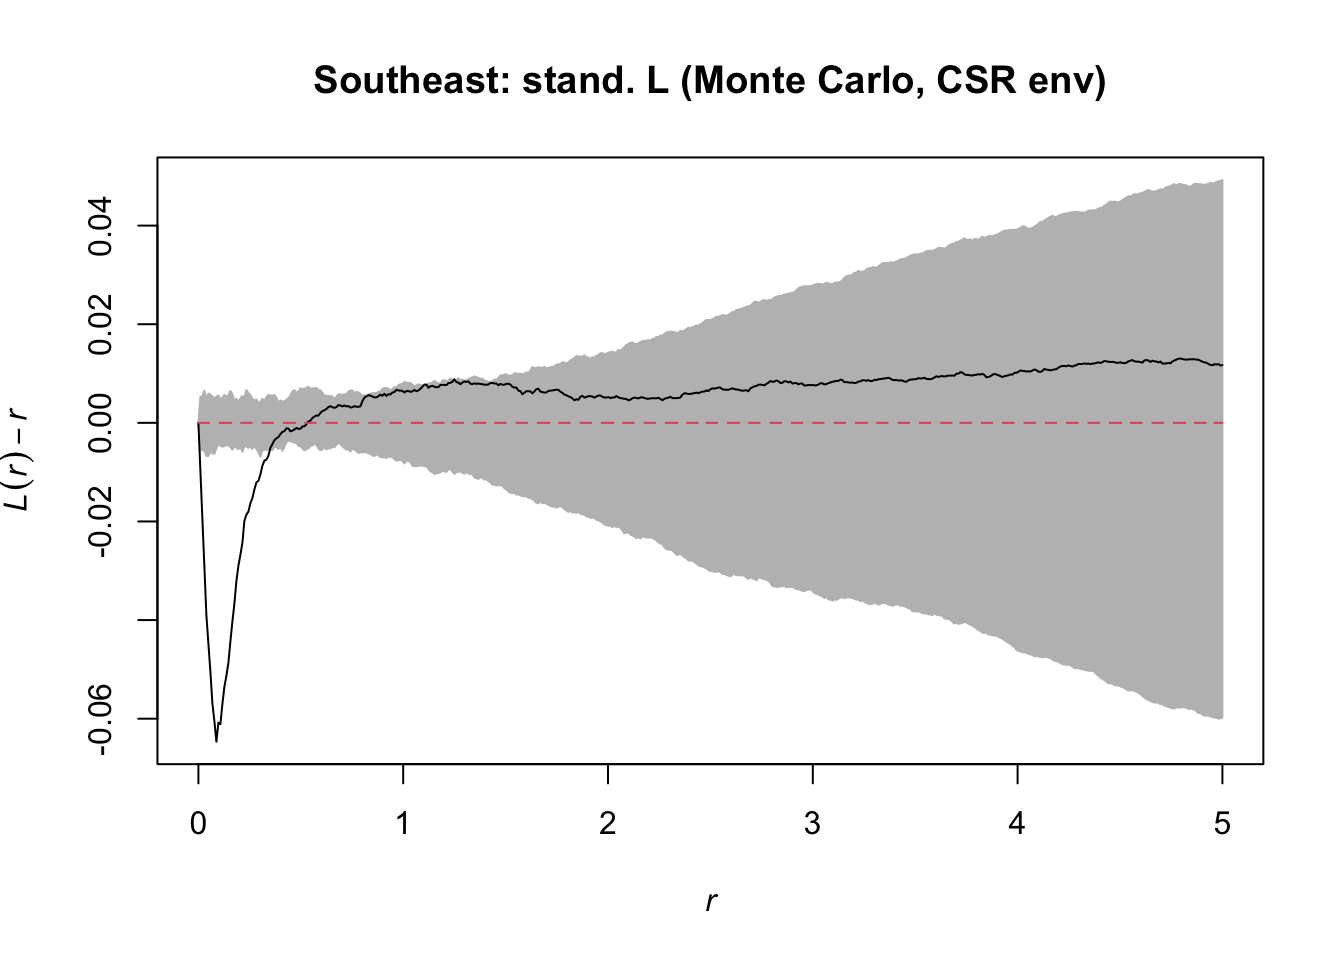 Southeast: stand. L (Monte Carlo, CSR env)
L(r) − r
0.04
0.02
0.00
-0.02
-0.06
0 1 2 3 4 5
r